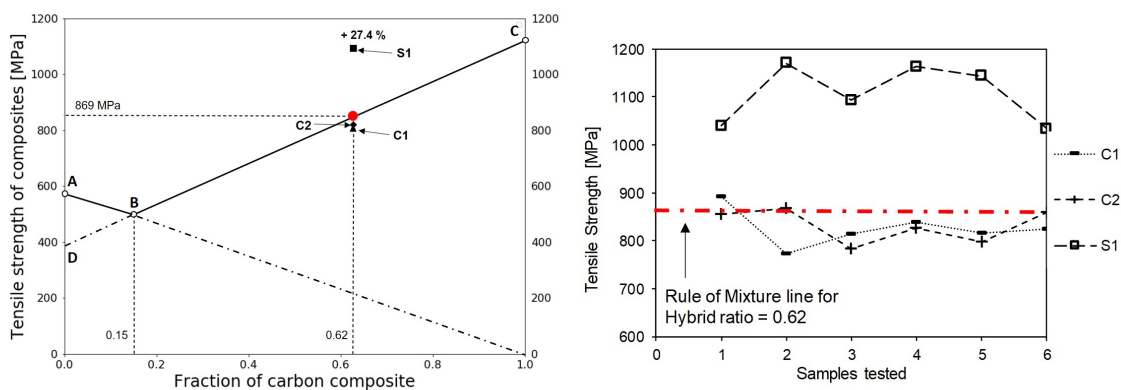 Tensile strength of composites [MPa]
1200
1000
800
600
400
200
0
1200
1000
800
600
400
200
0
+ 27.4 %
S1
C
869 MPa
C2
C1
A
B
D
0.15
0.62
0.0
0.2
0.4
0.6
0.8
1.0
Fraction of carbon composite
Tensile Strength [MPa]
1200
1100
1000
900
800
700
600
Rule of Mixture line for
Hybrid ratio = 0.62
0
1
2
3
4
5
6
Samples tested
C1
C2
S1